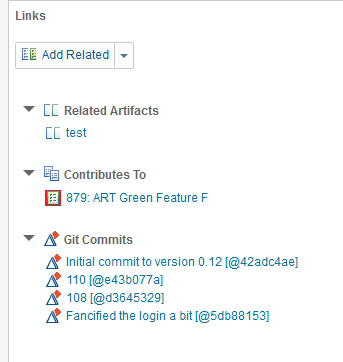 Links
Add Related
Related Artifacts
test
Contributes To
879: ART Green Feature F
Git Commits
Initial commit to version 0.12 [@42adc4ae]
110 [@e43b077a]
108 [@d3645329]
Fancified the login a bit [@5db88153]